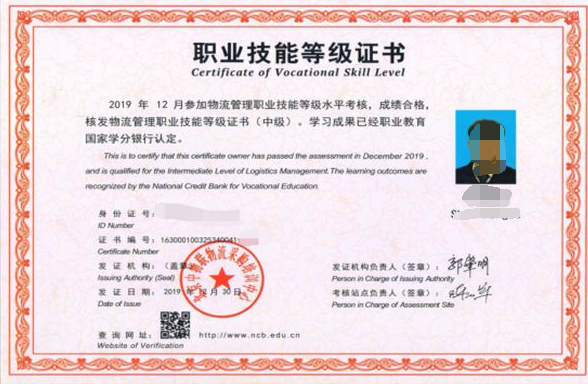 职业技能等级证书
Certificate of Vocational Skill Level
2019 年 12 月参加物流管理职业技能等级水平考核，成绩合格，
核发物流管理职业技能等级证书（中级）。学习成果已经职业教育
国家学分银行认定。
This is to certify that this certificate owner has passed the assessment in December 2019 ,
and is qualified for the Intermediate Level of Logistics Management.The learning outcomes are
recognized by the National Credit Bank for Vocational Education.
身 份 证 号：
ID Number
证 书 编 号：
Certificate Number
发 证 机 构：（盖章）
Issuing Authority (Seal)
发证机构负责人（签章）：
Person in Charge of Issuing Authority
发 证 日 期：2019 年 12 月 30 日
Date of Issue
考核站点负责人（签章）：
Person in Charge of Assessment Site
查 询 网 址：
http://www.ncb.edu.cn
Website of Verification